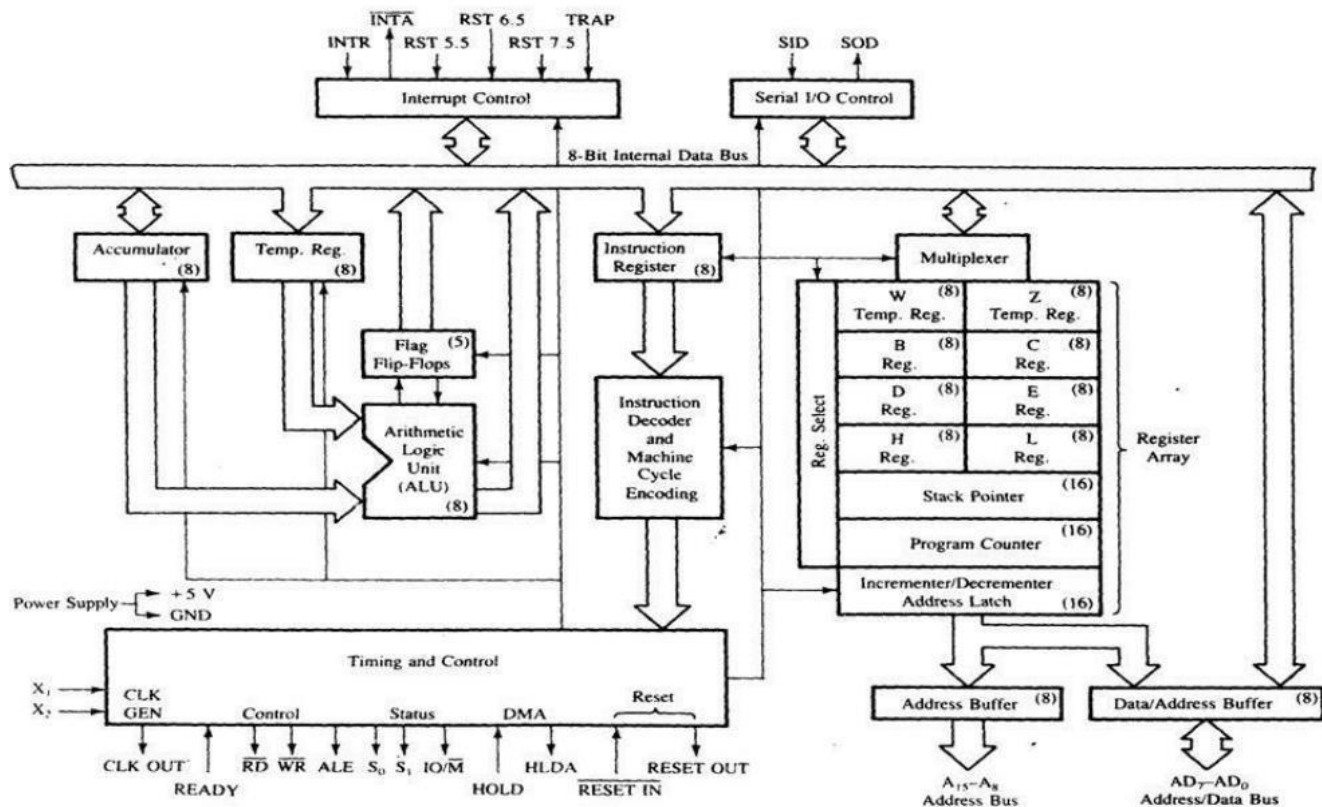 INTA RST 6.5 TRAP
INTR RST 5.5 RST 7.5
SID SOD
Interrupt Control
Serial I/O Control
8-Bit Internal Data Bus
Accumulator
(8)
Temp. Reg.
(8)
Instruction
Register (8)
Multiplexer
Flag (5)
Flip-Flops
Arithmetic
Logic
Unit
(ALU)
(8)
Instruction
Decoder
and
Machine
Cycle
Encoding
Reg. Select
W (8)
Temp. Reg.
Z (8)
Temp. Reg.
B (8)
Reg.
C (8)
Reg.
D (8)
Reg.
E (8)
Reg.
H (8)
Reg.
L (8)
Reg.
(16)
Stack Pointer
(16)
Program Counter
Incrementer/Decrementer
Address Latch (16)
Register
Array
Power Supply
+5 V
GND
Timing and Control
X₁
X₂
CLK
GEN
Control
Status
DMA
Reset
CLK OUT
READY
RD WR ALE S₀ S₁ IO/M
HOLD
HLDA
RESET IN
RESET OUT
Address Buffer (8)
Data/Address Buffer (8)
A₁₅–A₈
Address Bus
AD₇–AD₀
Address/Data Bus